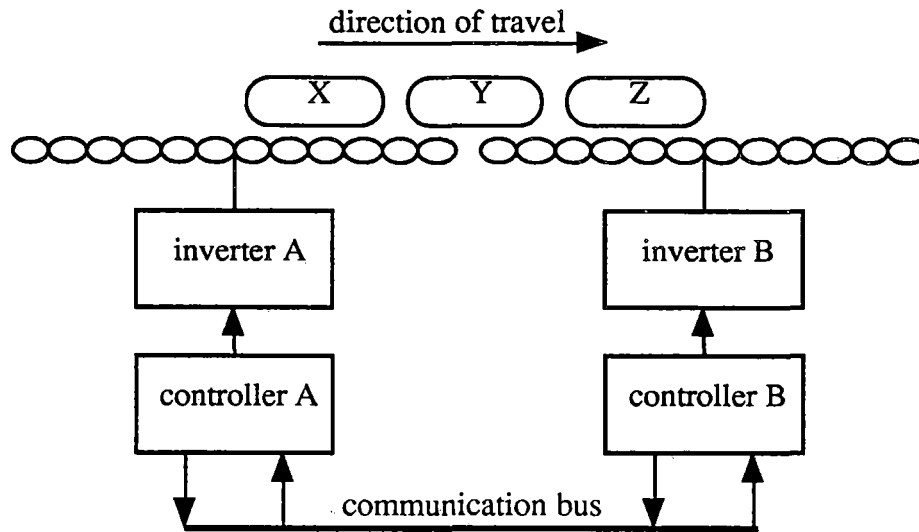 direction of travel
X Y Z
inverter A inverter B
controller A controller B
communication bus